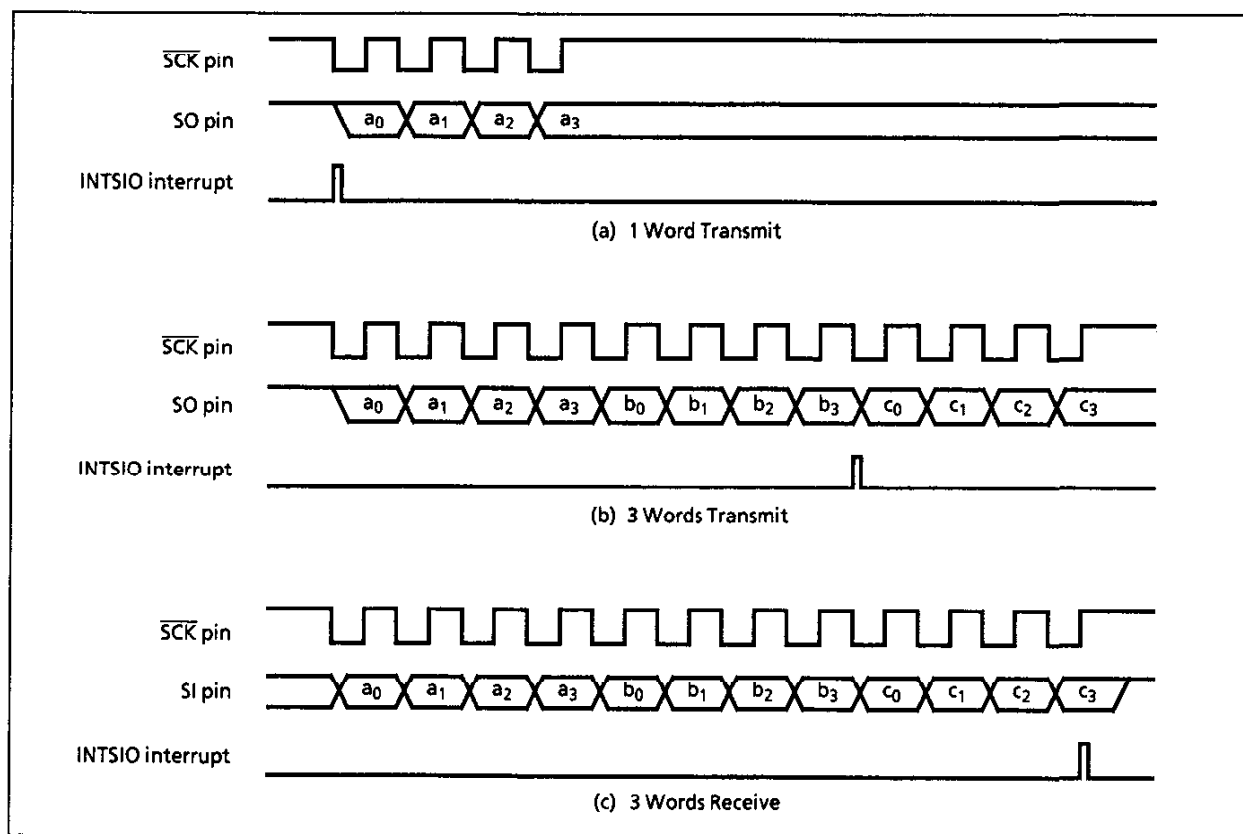 SCK pin
SO pin
a0 a1 a2 a3
INTSIO interrupt
(a) 1 Word Transmit
SCK pin
SO pin
a0 a1 a2 a3 b0 b1 b2 b3 c0 c1 c2 c3
INTSIO interrupt
(b) 3 Words Transmit
SCK pin
SI pin
a0 a1 a2 a3 b0 b1 b2 b3 c0 c1 c2 c3
INTSIO interrupt
(c) 3 Words Receive